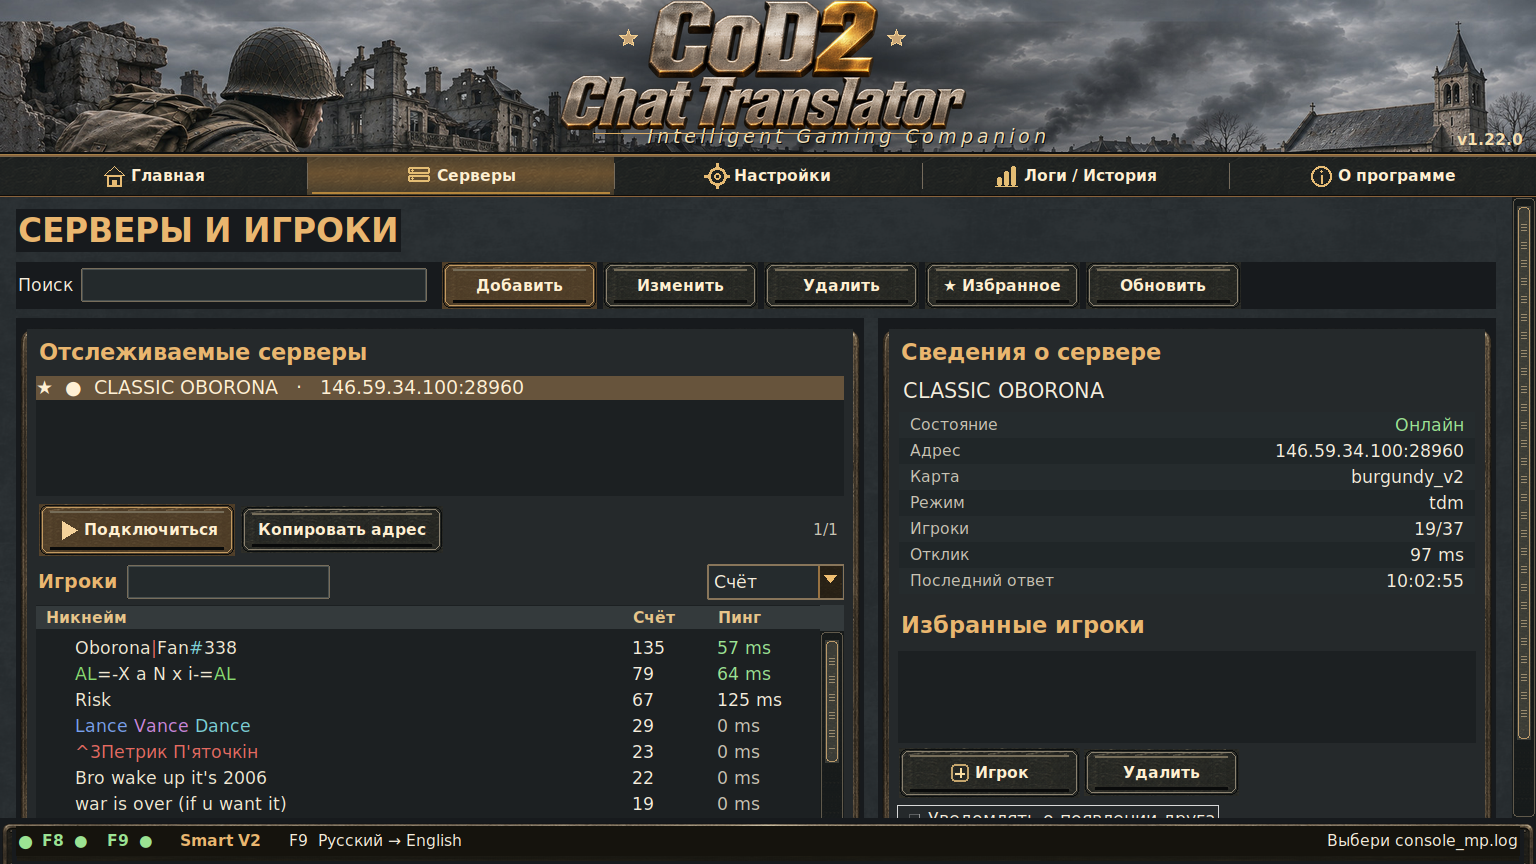 CoD2
Chat Translator
Intelligent Gaming Companion
v1.22.0
Главная
Серверы
Настройки
Логи / История
О программе
СЕРВЕРЫ И ИГРОКИ
Поиск
Добавить
Изменить
Удалить
★ Избранное
Обновить
Отслеживаемые серверы
★ ● CLASSIC OBORONA · 146.59.34.100:28960
Подключиться
Копировать адрес
1/1
Игроки
Счёт
Никнейм Счёт Пинг
Oborona|Fan#338 135 57 ms
AL=-X a N x i-=AL 79 64 ms
Risk 67 125 ms
Lance Vance Dance 29 0 ms
^3Петрик П'яточкін 23 0 ms
Bro wake up it's 2006 22 0 ms
war is over (if u want it) 19 0 ms
Сведения о сервере
CLASSIC OBORONA
Состояние Онлайн
Адрес 146.59.34.100:28960
Карта burgundy_v2
Режим tdm
Игроки 19/37
Отклик 97 ms
Последний ответ 10:02:55
Избранные игроки
Игрок
Удалить
Уведомлять о появлении друга
● F8 ● F9 ● Smart V2 F9 Русский → English
Выбери console_mp.log